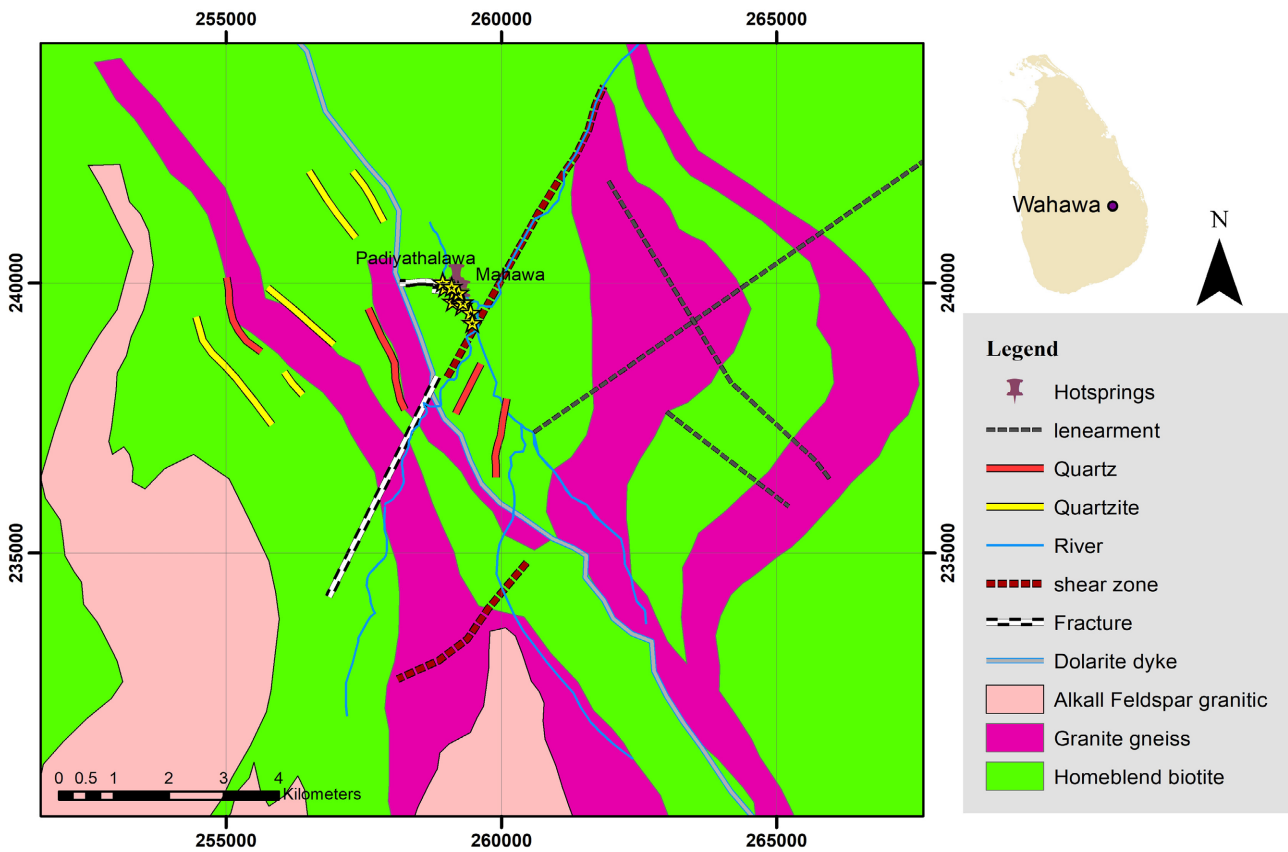 255000 260000 265000
240000
235000
240000
235000
Padiyathalawa
Mahawa
0 0.5 1 2 3 4
Kilometers
255000 260000 265000
Wahawa
N
Legend
Hotsprings
lenearment
Quartz
Quartzite
River
shear zone
Fracture
Dolarite dyke
Alkall Feldspar granitic
Granite gneiss
Homeblend biotite